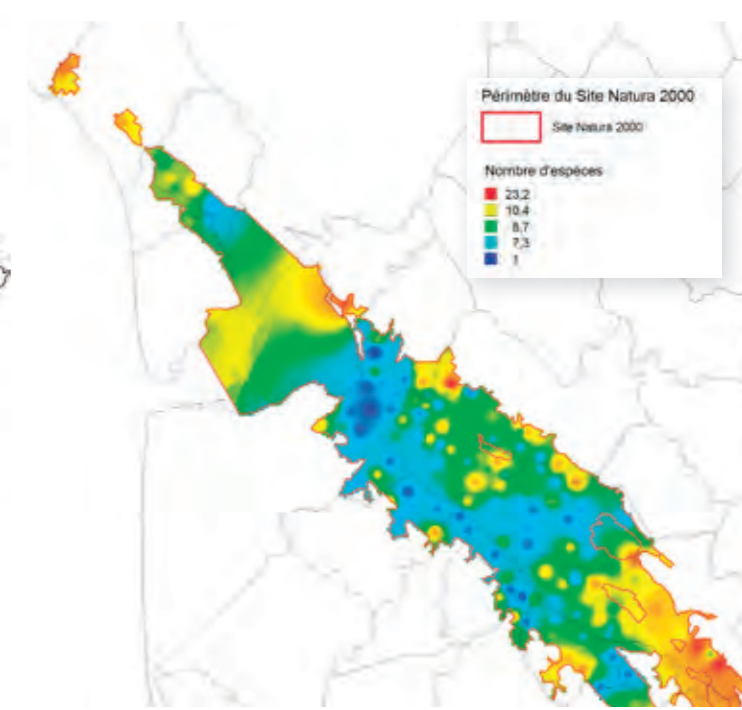 Périmètre du Site Natura 2000
Site Natura 2000
Nombre d'espèces
23,2
10,4
8,7
7,3
1